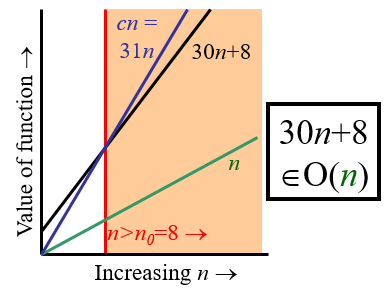 cn =
31n
30n+8
Value of function →
n
n>n₀=8 →
Increasing n →
30n+8
∈O(n)